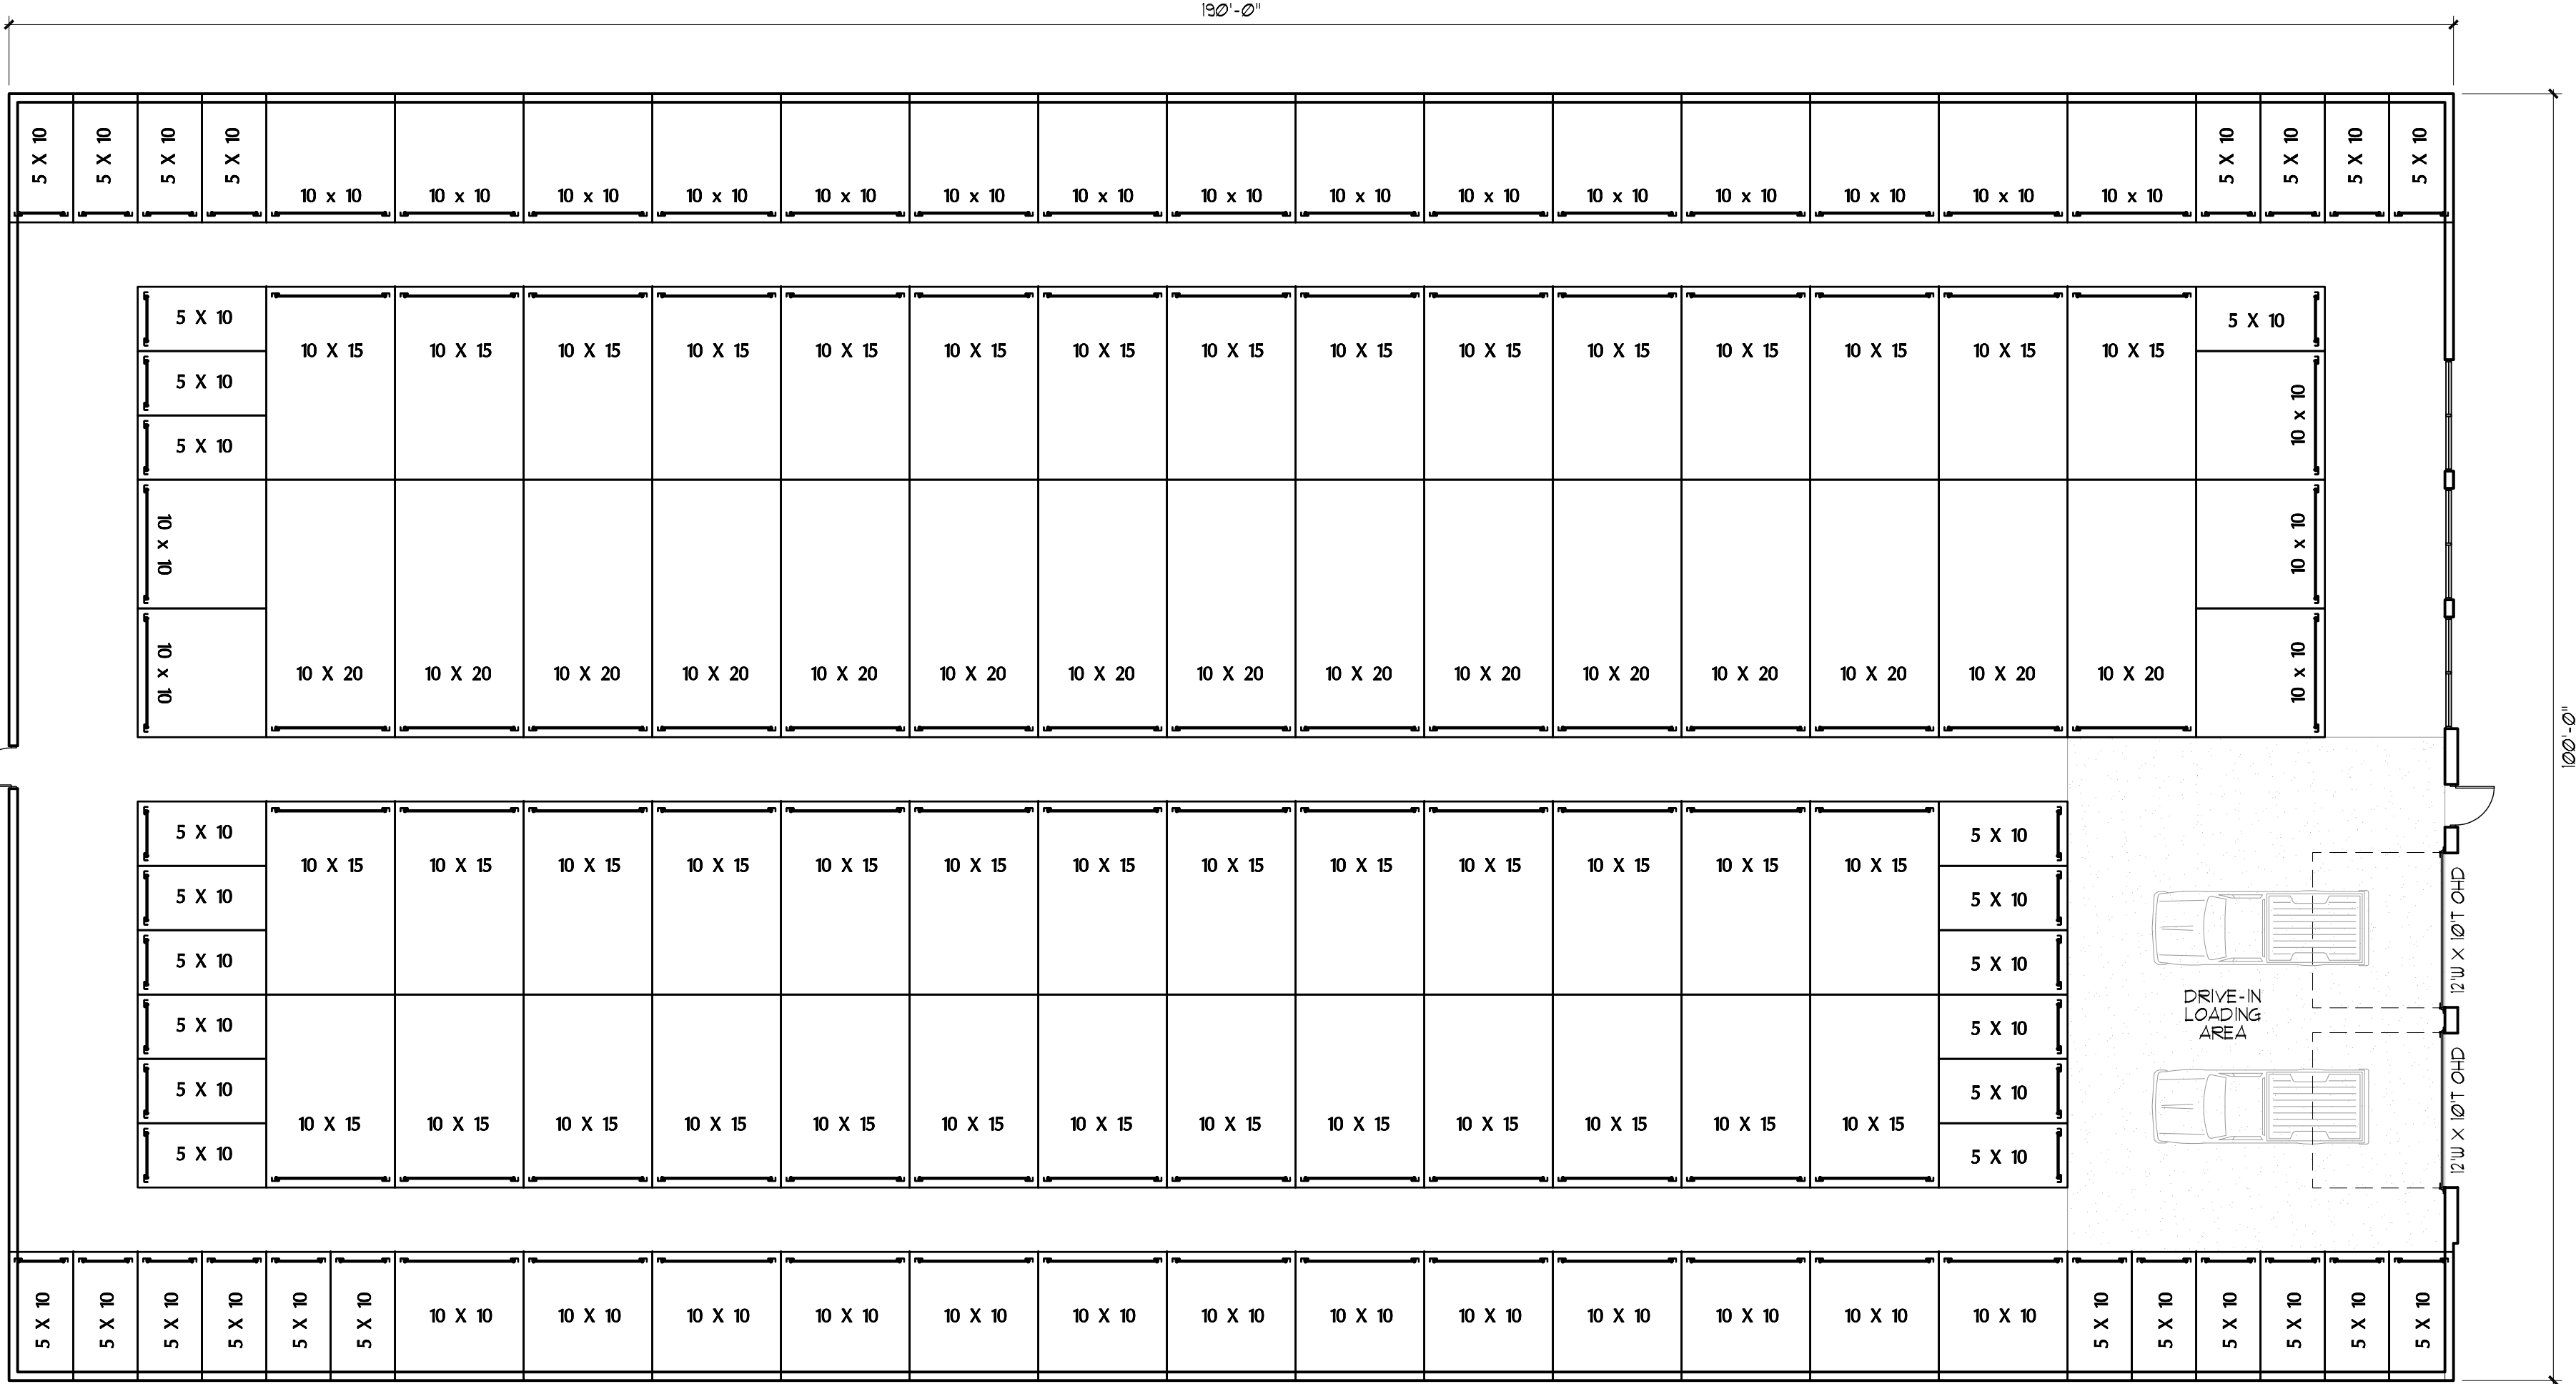 190'-0"
5 X 10 5 X 10 5 X 10 5 X 10 10 x 10 10 x 10 10 x 10 10 x 10 10 x 10 10 x 10 10 x 10 10 x 10 10 x 10 10 x 10 10 x 10 10 x 10 10 x 10 10 x 10 10 x 10 5 X 10 5 X 10 5 X 10 5 X 10
5 X 10 5 X 10
10 X 15 10 X 15 10 X 15 10 X 15 10 X 15 10 X 15 10 X 15 10 X 15 10 X 15 10 X 15 10 X 15 10 X 15 10 X 15 10 X 15 10 X 15
5 X 10 10 x 10
5 X 10
10 x 10 10 x 10
10 x 10 10 X 20 10 X 20 10 X 20 10 X 20 10 X 20 10 X 20 10 X 20 10 X 20 10 X 20 10 X 20 10 X 20 10 X 20 10 X 20 10 X 20 10 X 20 10 x 10
100'-0"
5 X 10 5 X 10
10 X 15 10 X 15 10 X 15 10 X 15 10 X 15 10 X 15 10 X 15 10 X 15 10 X 15 10 X 15 10 X 15 10 X 15 10 X 15
5 X 10 5 X 10
12'W X 10'T OHD
5 X 10 5 X 10
DRIVE-IN
LOADING
AREA
5 X 10 5 X 10
5 X 10 5 X 10
12'W X 10'T OHD
10 X 15 10 X 15 10 X 15 10 X 15 10 X 15 10 X 15 10 X 15 10 X 15 10 X 15 10 X 15 10 X 15 10 X 15 10 X 15
5 X 10 5 X 10
5 X 10 5 X 10 5 X 10 5 X 10 5 X 10 5 X 10 10 X 10 10 X 10 10 X 10 10 X 10 10 X 10 10 X 10 10 X 10 10 X 10 10 X 10 10 X 10 10 X 10 10 X 10 10 X 10 5 X 10 5 X 10 5 X 10 5 X 10 5 X 10 5 X 10